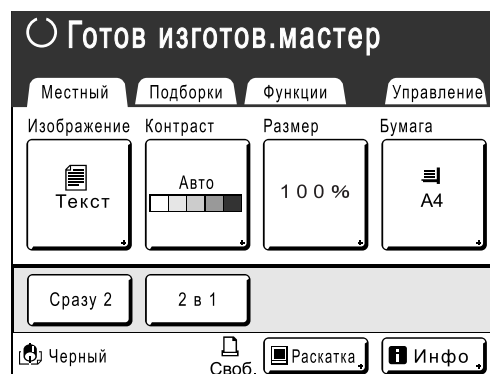 Готов изготов.мастер
Местный Подборки Функции Управление
Изображение Контраст Размер Бумага
Текст Авто 100% A4
Сразу 2 2 в 1
Черный Своб. Раскатка Инфо